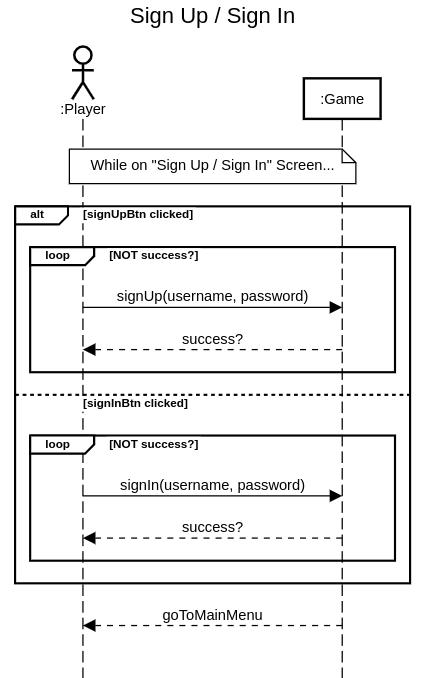 Sign Up / Sign In
:Player
:Game
While on "Sign Up / Sign In" Screen...
alt
[signUpBtn clicked]
loop
[NOT success?]
signUp(username, password)
success?
[signInBtn clicked]
loop
[NOT success?]
signIn(username, password)
success?
goToMainMenu